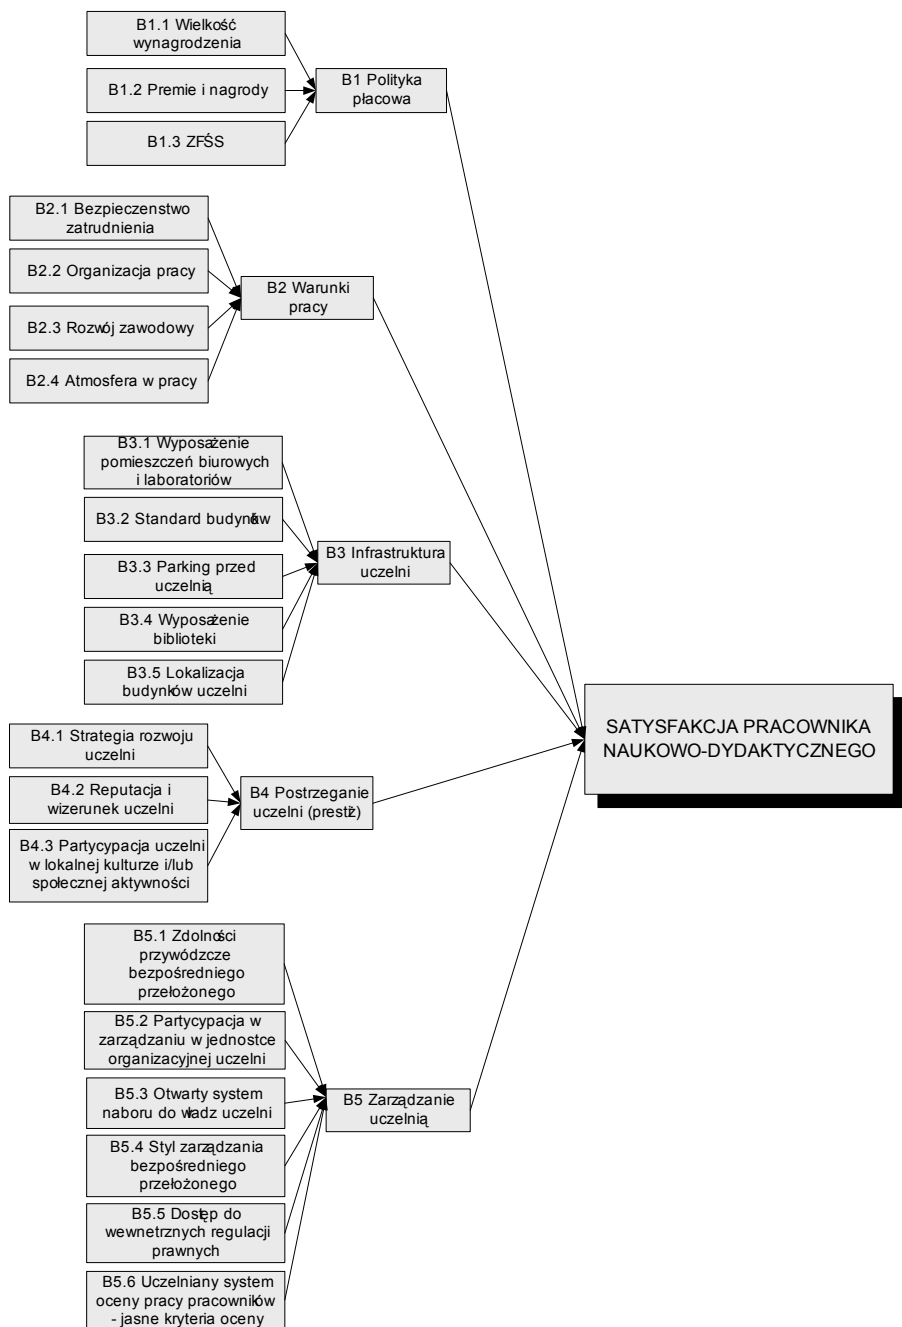 B1.1 Wielkość
wynagrodzenia
B1.2 Premie i nagrody
B1.3 ZFŚS
B1 Polityka
płacowa
B2.1 Bezpieczenstwo
zatrudnienia
B2.2 Organizacja pracy
B2.3 Rozwój zawodowy
B2.4 Atmosfera w pracy
B2 Warunki
pracy
B3.1 Wyposażenie
pomieszczeń biurowych
i laboratoriów
B3.2 Standard budynków
B3.3 Parking przed
uczelnią
B3.4 Wyposażenie
biblioteki
B3.5 Lokalizacja
budynków uczelni
B3 Infrastruktura
uczelni
B4.1 Strategia rozwoju
uczelni
B4.2 Reputacja i
wizerunek uczelni
B4.3 Partycypacja uczelni
w lokalnej kulturze i/lub
społecznej aktywności
B4 Postrzeganie
uczelni (prestiż)
B5.1 Zdolności
przywódcze
bezpośredniego
przełożonego
B5.2 Partycypacja w
zarządzaniu w jednostce
organizacyjnej uczelni
B5.3 Otwarty system
naboru do władz uczelni
B5.4 Styl zarządzania
bezpośredniego
przełożonego
B5.5 Dostęp do
wewnetrznych regulacji
prawnych
B5.6 Uczelniany system
oceny pracy pracowników
- jasne kryteria oceny
B5 Zarządzanie
uczelnią
SATYSFAKCJA PRACOWNIKA
NAUKOWO-DYDAKTYCZNEGO